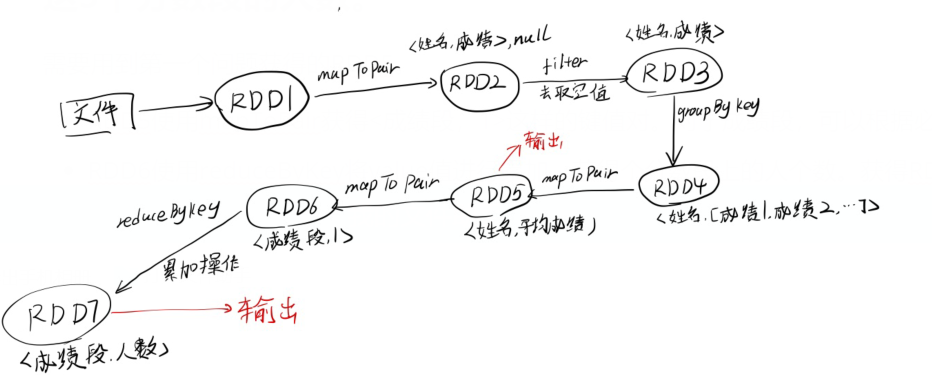 <姓名,成绩>,null
<姓名,成绩>
文件
RDD1
mapToPair
RDD2
filter
去取空值
RDD3
groupByKey
输出
reduceByKey
RDD6
mapToPair
RDD5
mapToPair
RDD4
<成绩段,1>
<姓名,平均成绩)
<姓名,[成绩1,成绩2,…]>
累加操作
RDD7
输出
<成绩段,人数>